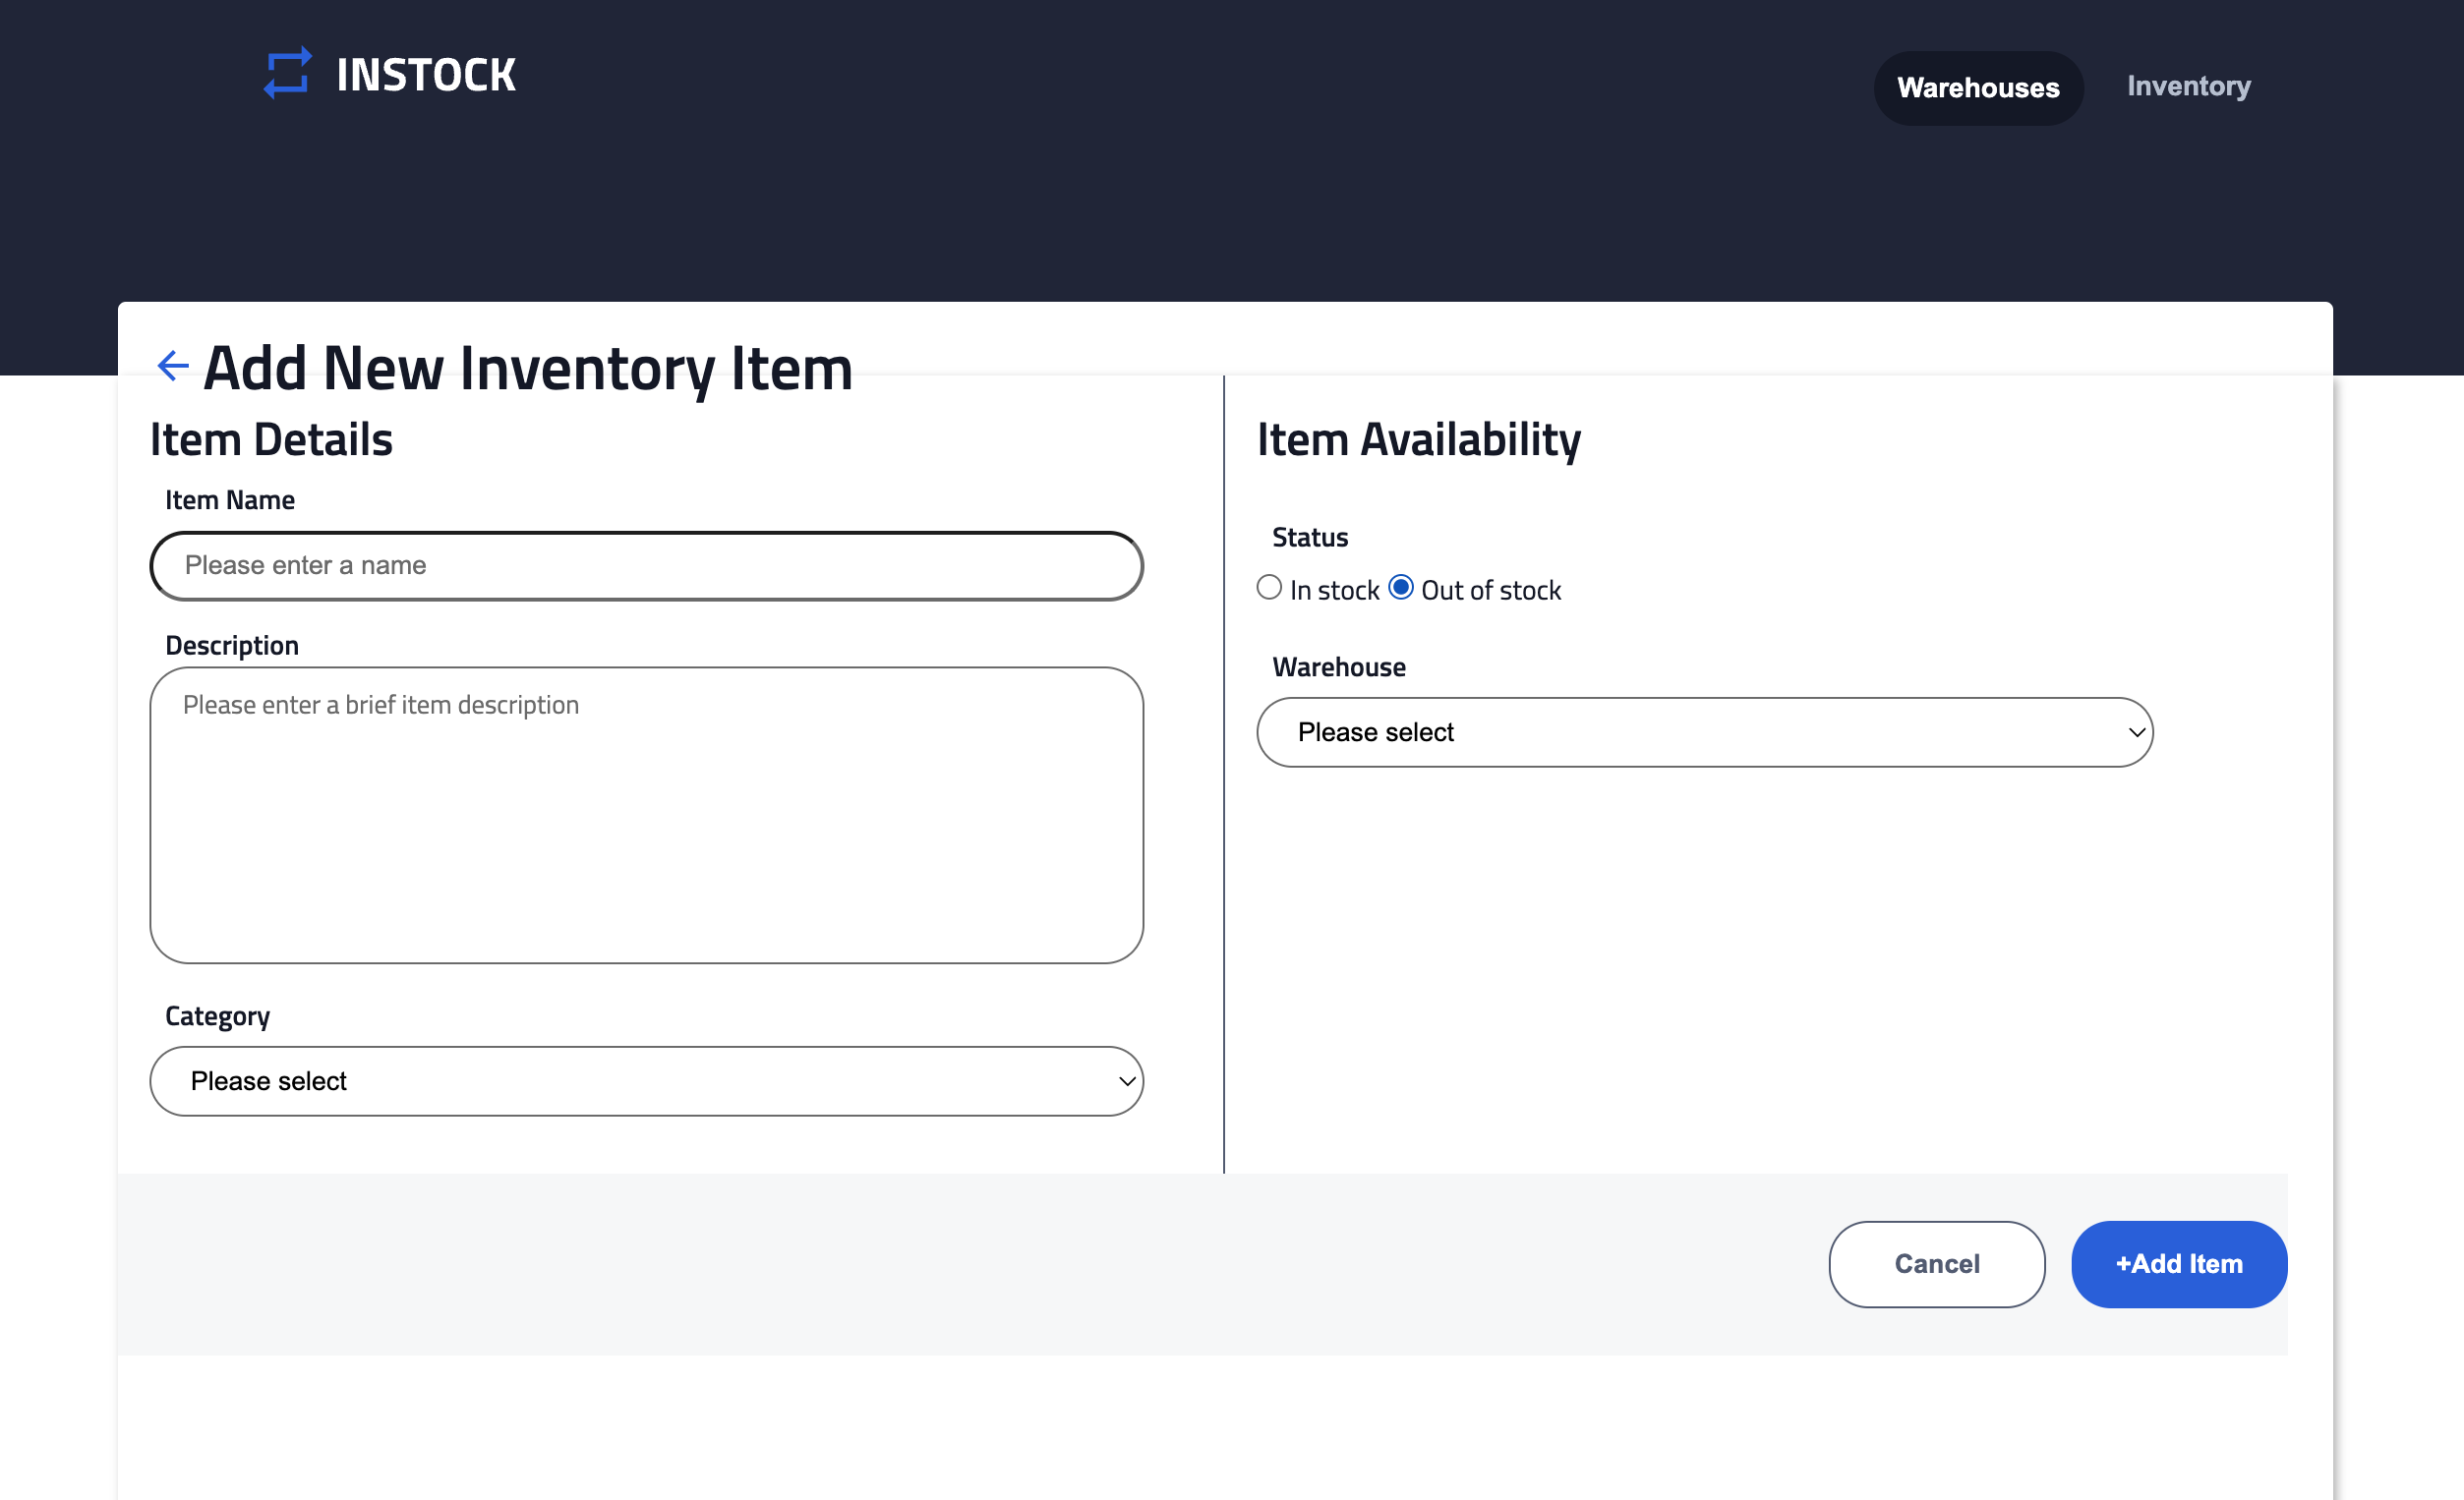 INSTOCK
Warehouses
Inventory
Add New Inventory Item
Item Details
Item Name
Please enter a name
Description
Please enter a brief item description
Category
Please select
Item Availability
Status
In stock
Out of stock
Warehouse
Please select
Cancel
+Add Item